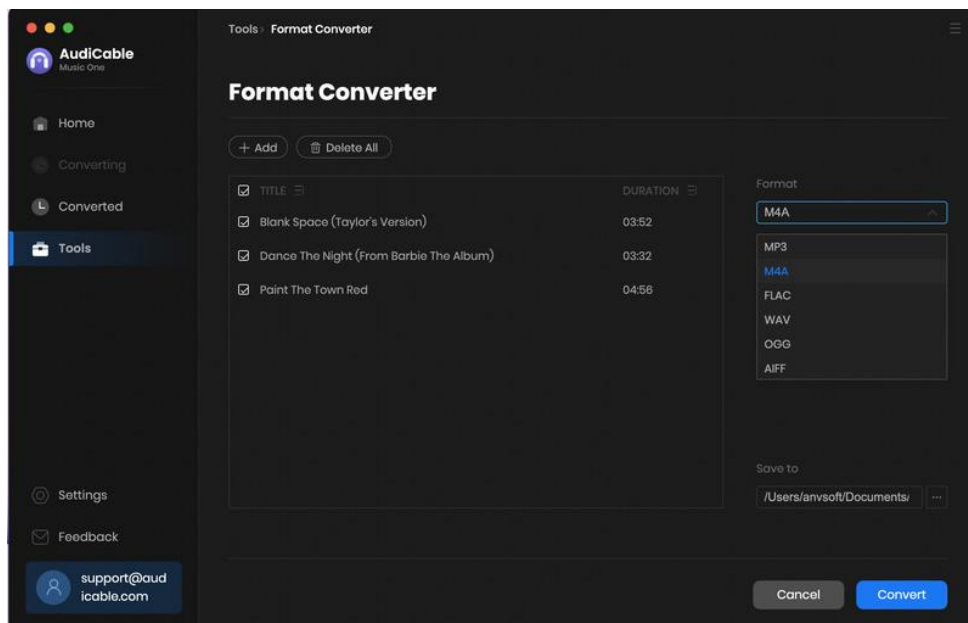 Tools › Format Converter
AudiCable
Music One
Format Converter
Home
Converting
Converted
Tools
+ Add
Delete All
TITLE
DURATION
Blank Space (Taylor's Version)
03:52
Dance The Night (From Barbie The Album)
03:32
Paint The Town Red
04:56
Format
M4A
MP3
M4A
FLAC
WAV
OGG
AIFF
Save to
/Users/anvsoft/Documents/
...
Settings
Feedback
support@aud
icable.com
Cancel
Convert